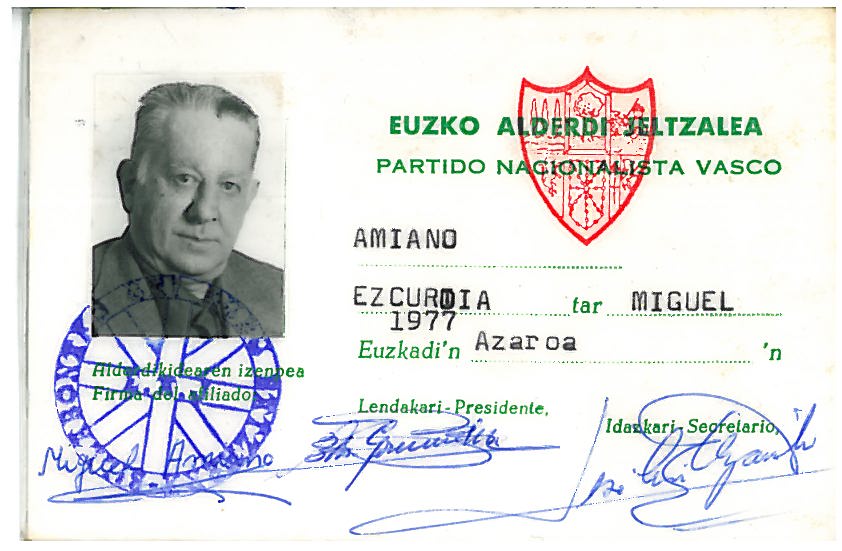 EUZKO ALDERDI JELTZALEA
PARTIDO NACIONALISTA VASCO
AMIANO
EZCURDIA tar MIGUEL
1977
Euzkadi'n Azaroa 'n
Alderdikidearen izenpea
Firma del afiliado
Lendakari-Presidente,
Idazkari-Secretario,
Miguel Amiano